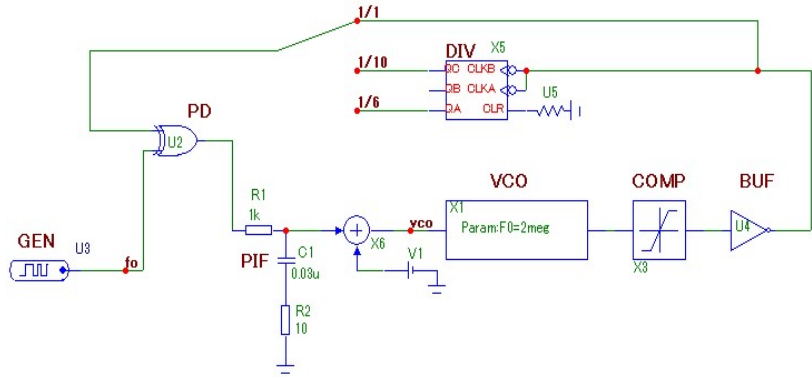 1/1
DIV X5
1/10 QC CLKB
QB CLKA U5
1/6 QA CLR
PD
U2
R1
1k
VCO COMP BUF
GEN U3
fo
PIF
C1
0.03u
X6
vco
V1
X1
Param:F0=2meg
X3
U4
R2
10